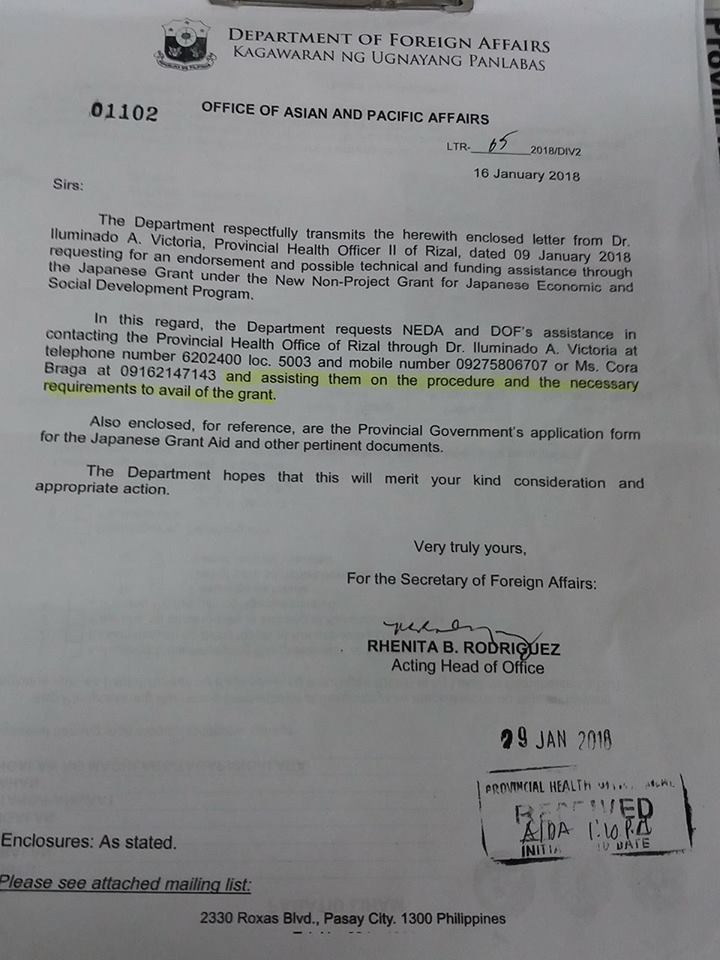 DEPARTMENT OF FOREIGN AFFAIRS
KAGAWARAN NG UGNAYANG PANLABAS
01102
OFFICE OF ASIAN AND PACIFIC AFFAIRS
LTR- 65 2018/DIV2
16 January 2018
Sirs:
The Department respectfully transmits the herewith enclosed letter from Dr.
Iluminado A. Victoria, Provincial Health Officer II of Rizal, dated 09 January 2018
requesting for an endorsement and possible technical and funding assistance through
the Japanese Grant under the New Non-Project Grant for Japanese Economic and
Social Development Program.
In this regard, the Department requests NEDA and DOF's assistance in
contacting the Provincial Health Office of Rizal through Dr. Iluminado A. Victoria at
telephone number 6202400 loc. 5003 and mobile number 09275806707 or Ms. Cora
Braga at 09162147143 and assisting them on the procedure and the necessary
requirements to avail of the grant.
Also enclosed, for reference, are the Provincial Government's application form
for the Japanese Grant Aid and other pertinent documents.
The Department hopes that this will merit your kind consideration and
appropriate action.
Very truly yours,
For the Secretary of Foreign Affairs:
RHENITA B. RODRIGUEZ
Acting Head of Office
29 JAN 2018
PROVINCIAL HEALTH
RECEIVED
AIDA
DATE
Enclosures: As stated.
Please see attached mailing list:
2330 Roxas Blvd., Pasay City. 1300 Philippines